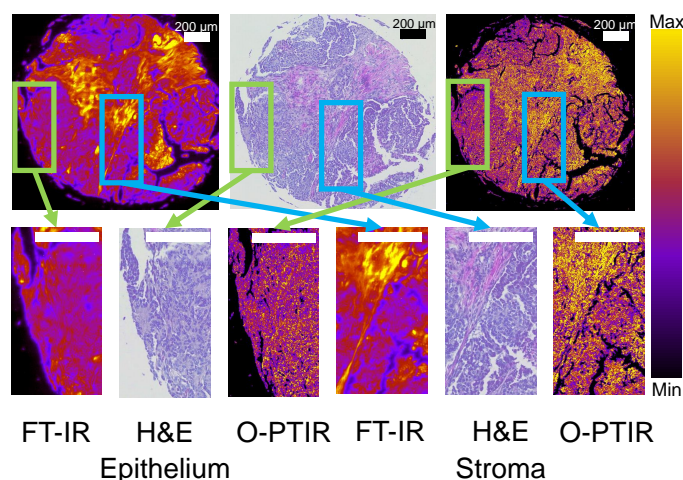 200 µm
200 µm
200 µm
Max
Min
FT-IR H&E O-PTIR FT-IR H&E O-PTIR
Epithelium Stroma